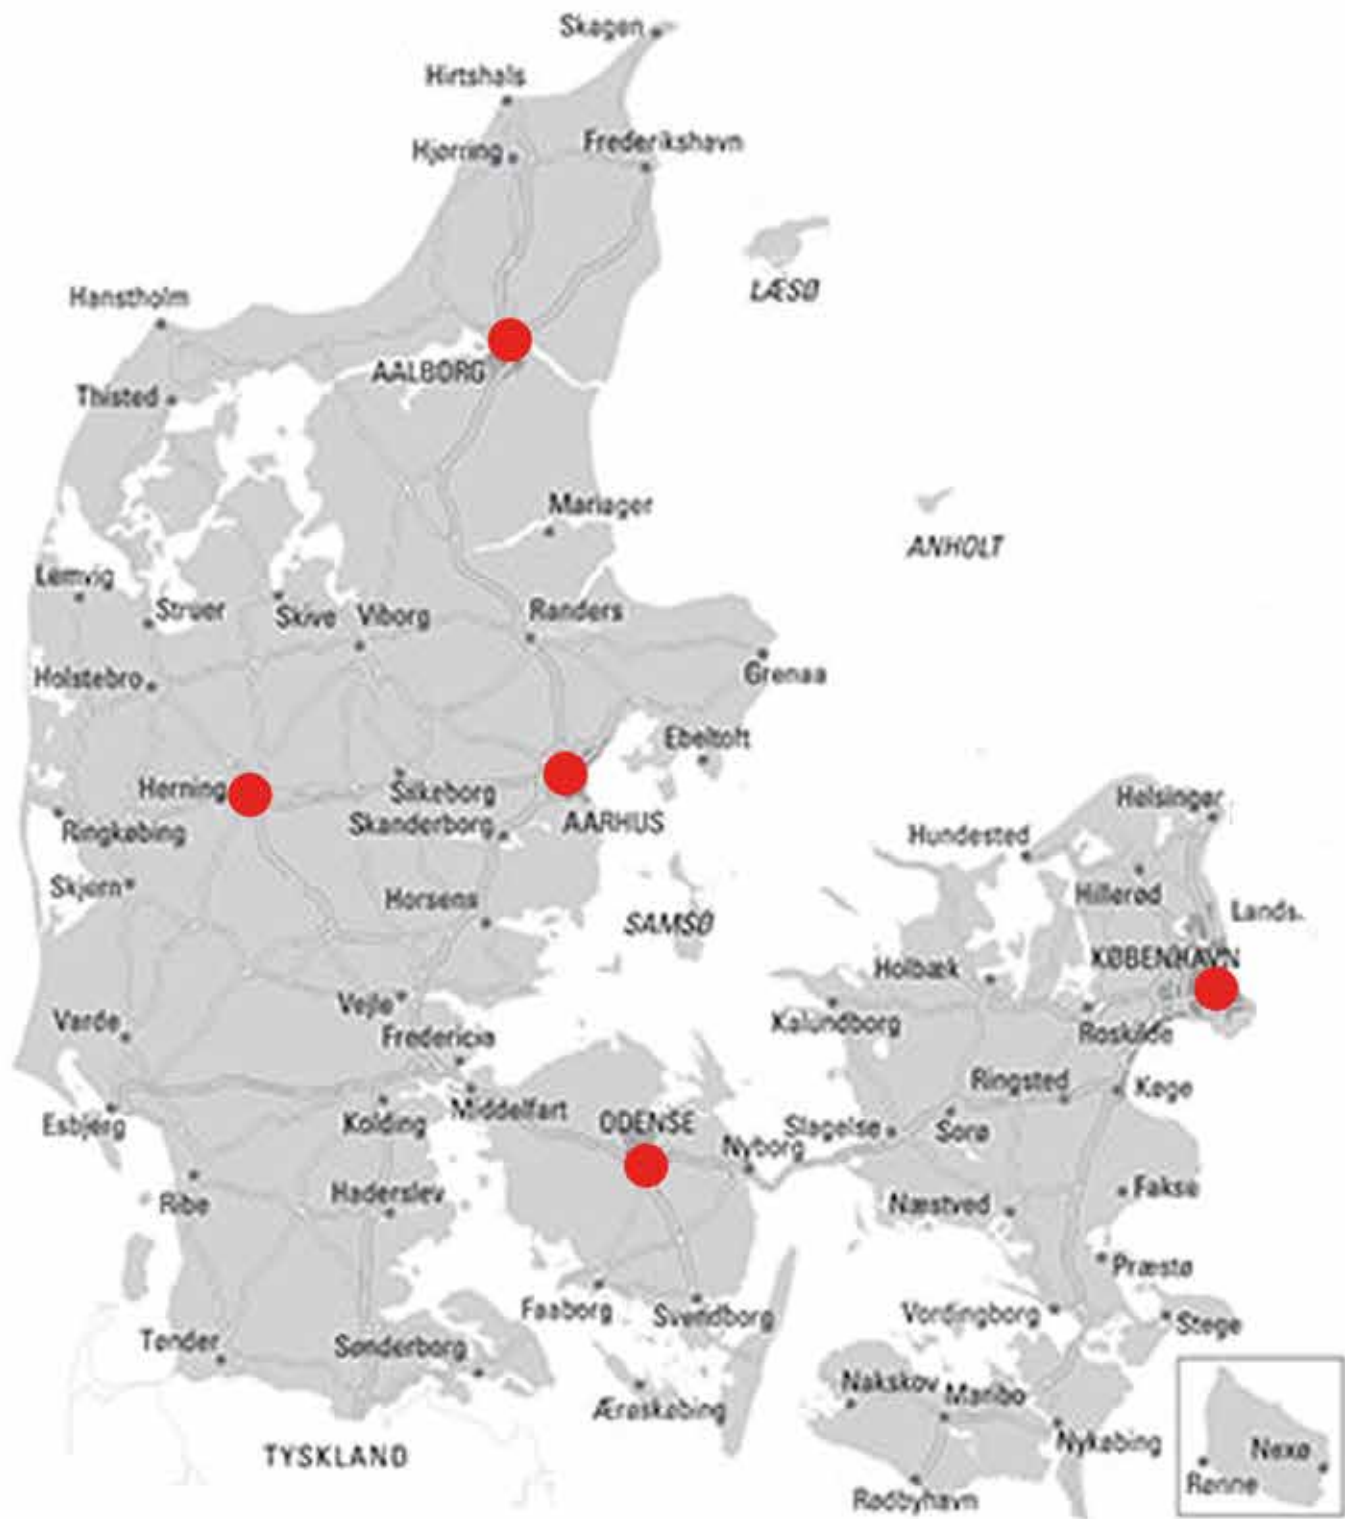 Skagen
Hirtshals
Hjørring
Frederikshavn
LÆSØ
Hanstholm
AALBORG
Thisted
Mariager
ANHOLT
Lemvig
Struer
Skive
Viborg
Randers
Holstebro
Grenaa
Ebeltoft
Herning
Silkeborg
AARHUS
Ringkøbing
Skanderborg
Helsingør
Hundested
Skjern
Hillerød
Horsens
SAMSØ
Lands.
KØBENHAVN
Holbæk
Vejle
Varde
Kalundborg
Roskilde
Fredericia
Ringsted
Køge
Esbjerg
Kolding
Middelfart
ODENSE
Nyborg
Slagelse
Sorø
Ribe
Haderslev
Næstved
Fakse
Præstø
Faaborg
Svendborg
Vordingborg
Stege
Tønder
Sønderborg
Nakskov
Maribo
Ærøskøbing
Nykøbing
TYSKLAND
Nexø
Rønne
Rødbyhavn